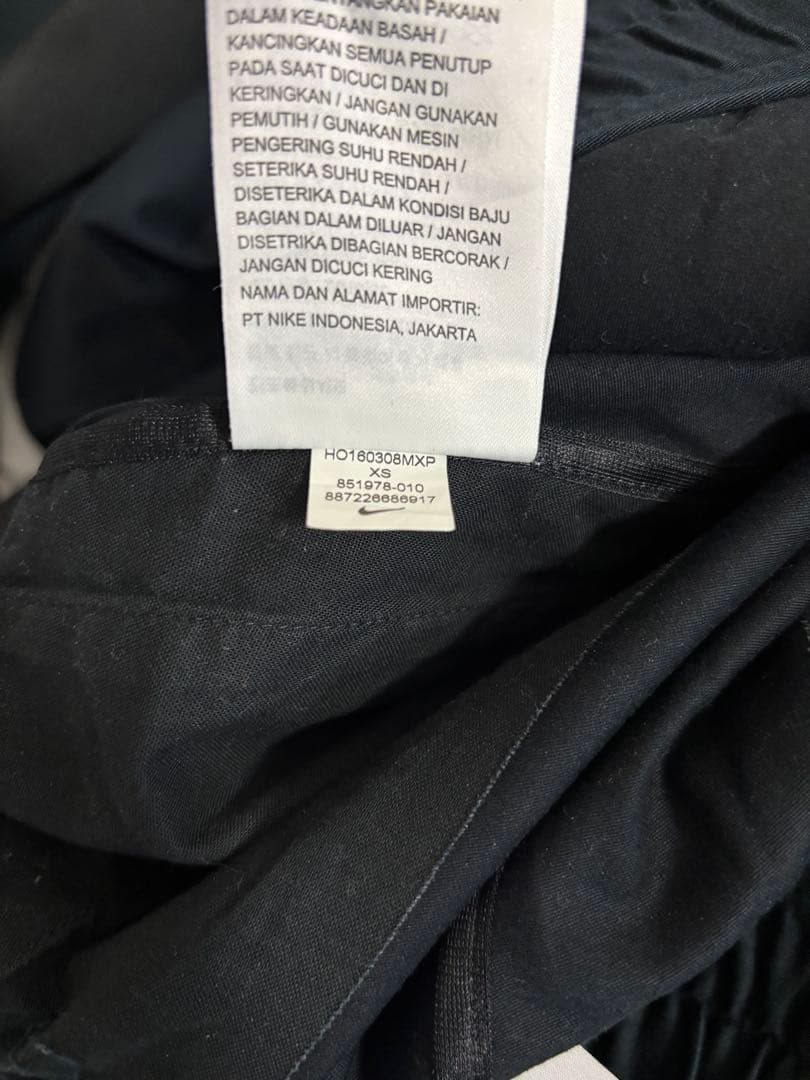 PAKAIAN
DALAM KEADAAN BASAH /
KANCINGKAN SEMUA PENUTUP
PADA SAAT DICUCI DAN DI
KERINGKAN / JANGAN GUNAKAN
PEMUTIH / GUNAKAN MESIN
PENGERING SUHU RENDAH /
SETERIKA SUHU RENDAH /
DISETERIKA DALAM KONDISI BAJU
BAGIAN DALAM DILUAR / JANGAN
DISETRIKA DIBAGIAN BERCORAK /
JANGAN DICUCI KERING
NAMA DAN ALAMAT IMPORTIR:
PT NIKE INDONESIA, JAKARTA
HO160308MXP
XS
851978-010
887226686917